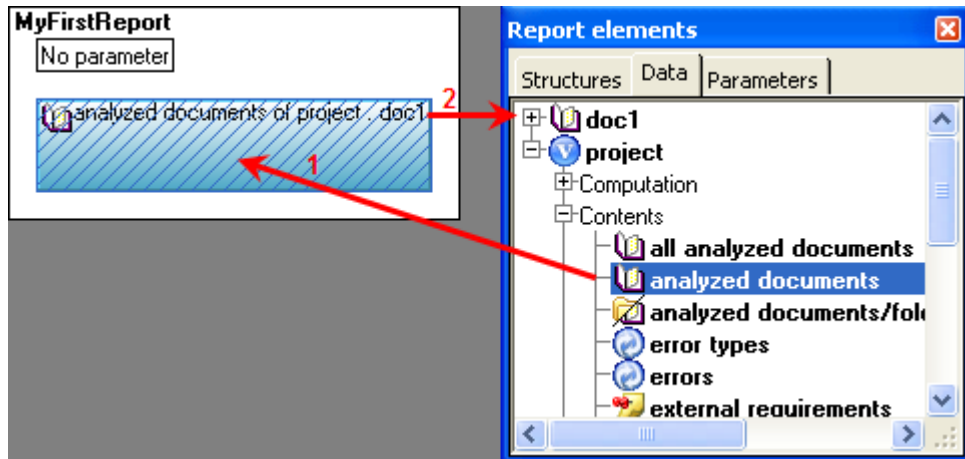 MyFirstReport
No parameter
analyzed documents of project . doc1
1
2
Report elements
Structures
Data
Parameters
doc1
project
Computation
Contents
all analyzed documents
analyzed documents
analyzed documents/fol
error types
errors
external requirements